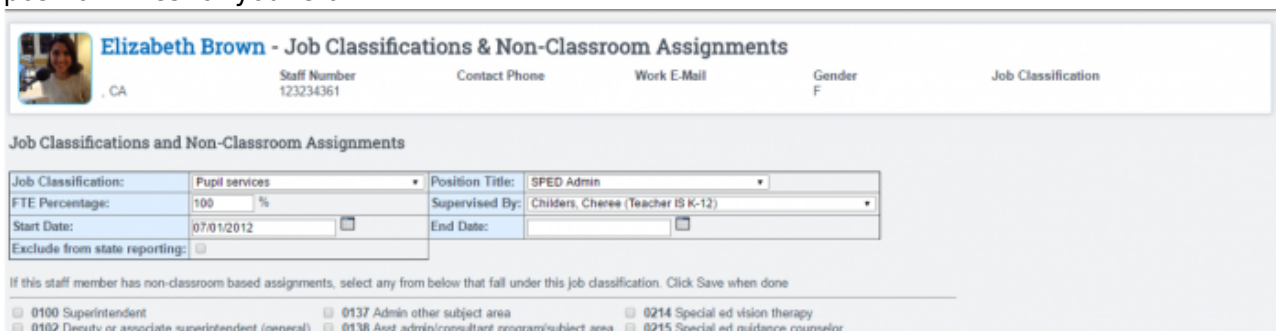 Elizabeth Brown - Job Classifications & Non-Classroom Assignments
Staff Number Contact Phone Work E-Mail Gender Job Classification
, CA 123234361 F
Job Classifications and Non-Classroom Assignments
Job Classification: Pupil services Position Title: SPED Admin
FTE Percentage: 100 % Supervised By: Childers, Cheree (Teacher IS K-12)
Start Date: 07/01/2012 End Date:
Exclude from state reporting:
If this staff member has non-classroom based assignments, select any from below that fall under this job classification. Click Save when done
0100 Superintendent 0137 Admin other subject area 0214 Special ed vision therapy
0102 Deputy or associate superintendent (general) 0138 Asst admin/consultant program/subject area 0215 Special ed guidance counselor